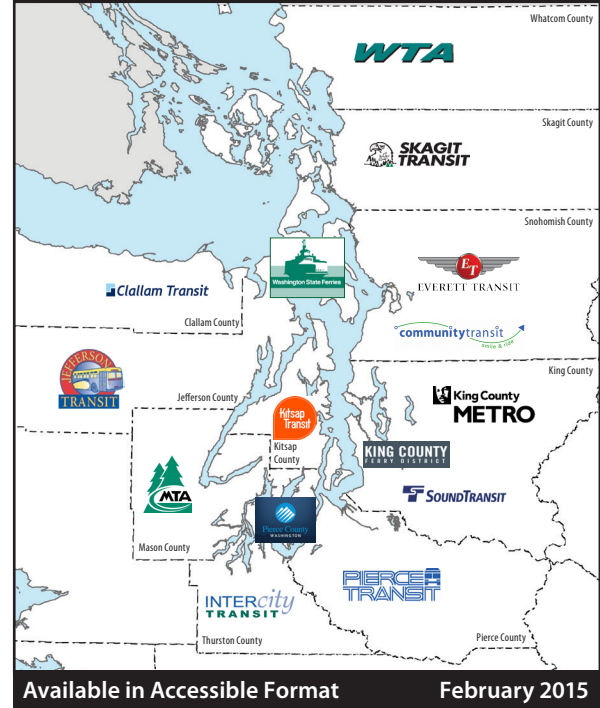 Whatcom County
WTA
Skagit County
SKAGIT
TRANSIT
Snohomish County
Washington State Ferries
ET
EVERETT TRANSIT
Clallam Transit
Clallam County
communitytransit
smile & ride
King County
JEFFERSON
TRANSIT
Jefferson County
King County
METRO
Kitsap
Transit
Kitsap
County
KING COUNTY
FERRY DISTRICT
SOUNDTRANSIT
MTA
Pierce County
WASHINGTON
Mason County
PIERCE
TRANSIT
INTERcity
TRANSIT
Thurston County
Pierce County
Available in Accessible Format
February 2015